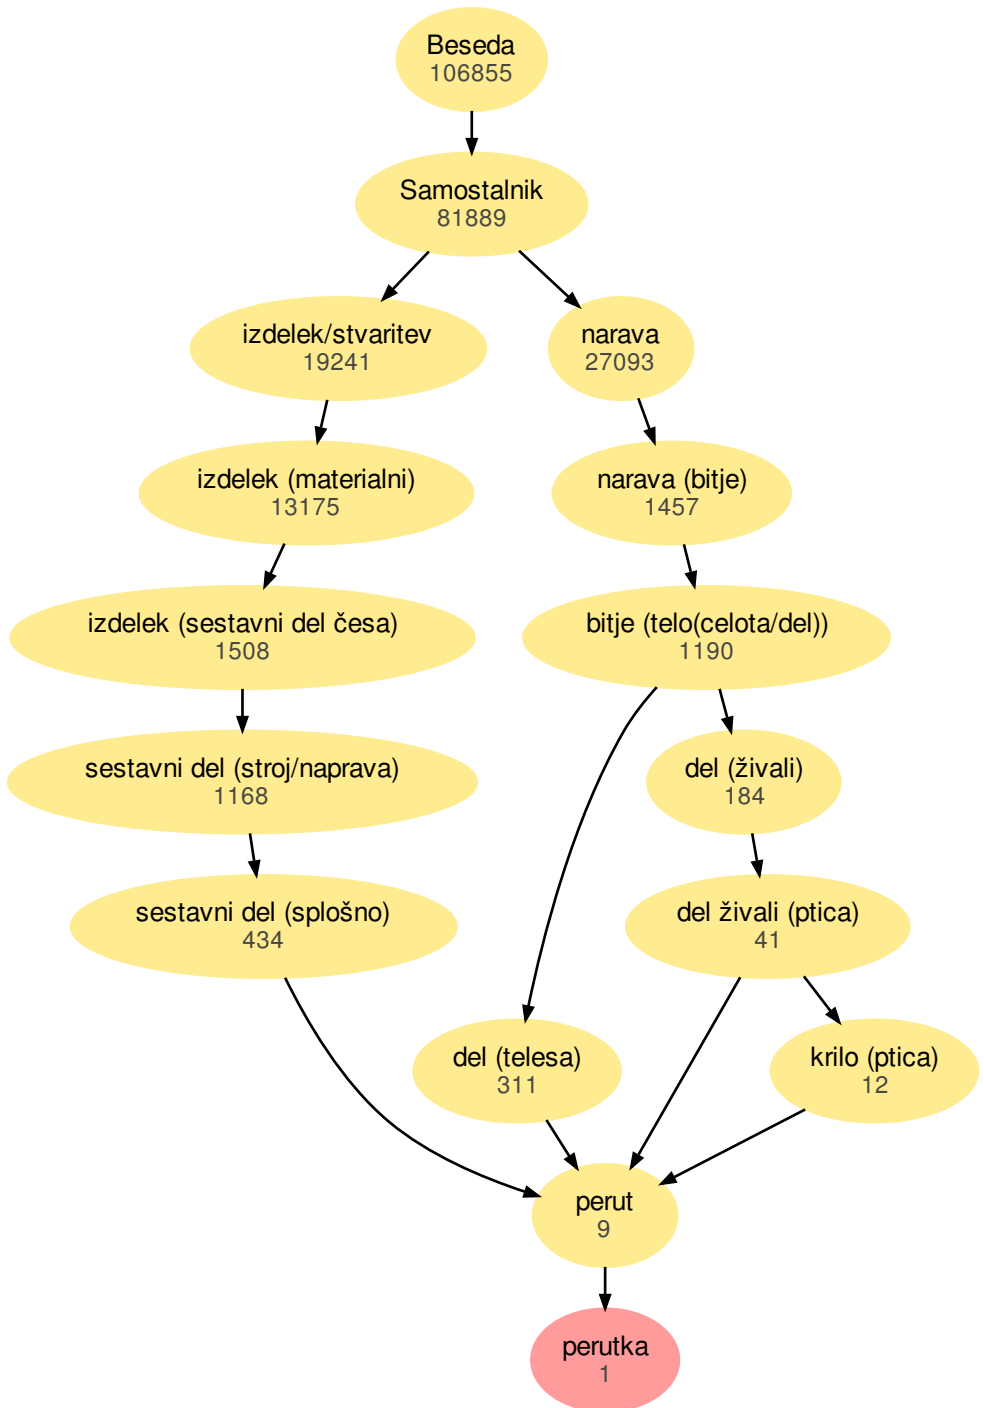 Beseda
106855
Samostalnik
81889
izdelek/stvaritev
19241
narava
27093
izdelek (materialni)
13175
narava (bitje)
1457
izdelek (sestavni del česa)
1508
bitje (telo(celota/del))
1190
sestavni del (stroj/naprava)
1168
del (živali)
184
sestavni del (splošno)
434
del živali (ptica)
41
del (telesa)
311
krilo (ptica)
12
perut
9
perutka
1